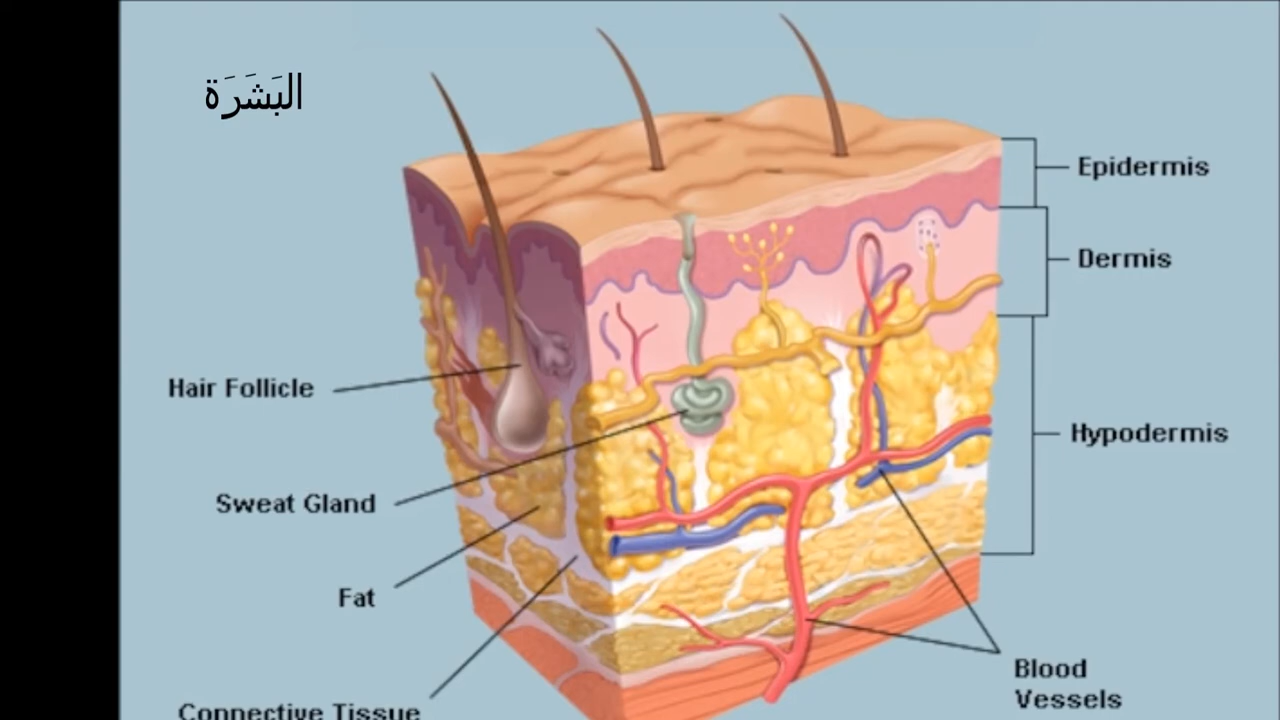 البَشَرَة
Epidermis
Dermis
Hair Follicle
Hypodermis
Sweat Gland
Fat
Blood
Vessels
Connective Tissue